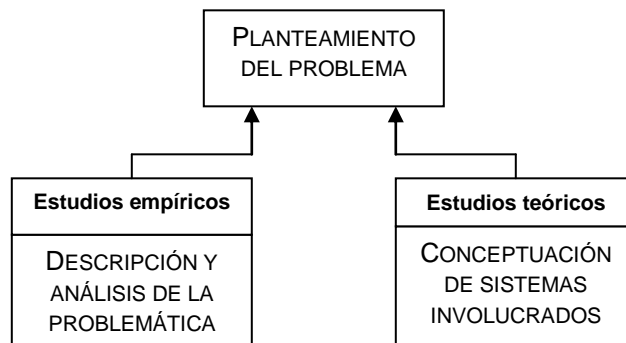 PLANTEAMIENTO
DEL PROBLEMA
Estudios empíricos
DESCRIPCIÓN Y
ANÁLISIS DE LA
PROBLEMÁTICA
Estudios teóricos
CONCEPTUACIÓN
DE SISTEMAS
INVOLUCRADOS